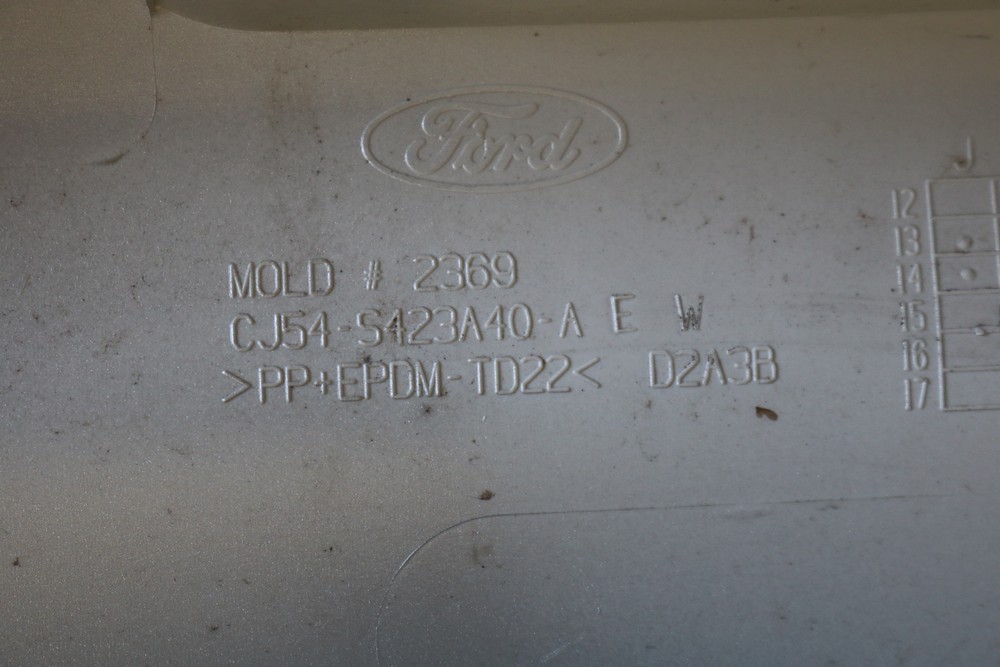 Ford
MOLD # 2369
CJ54-S423A40-A E W
>PP+EPDM-TD22< D2A3B
J
12
13
14
15
16
17